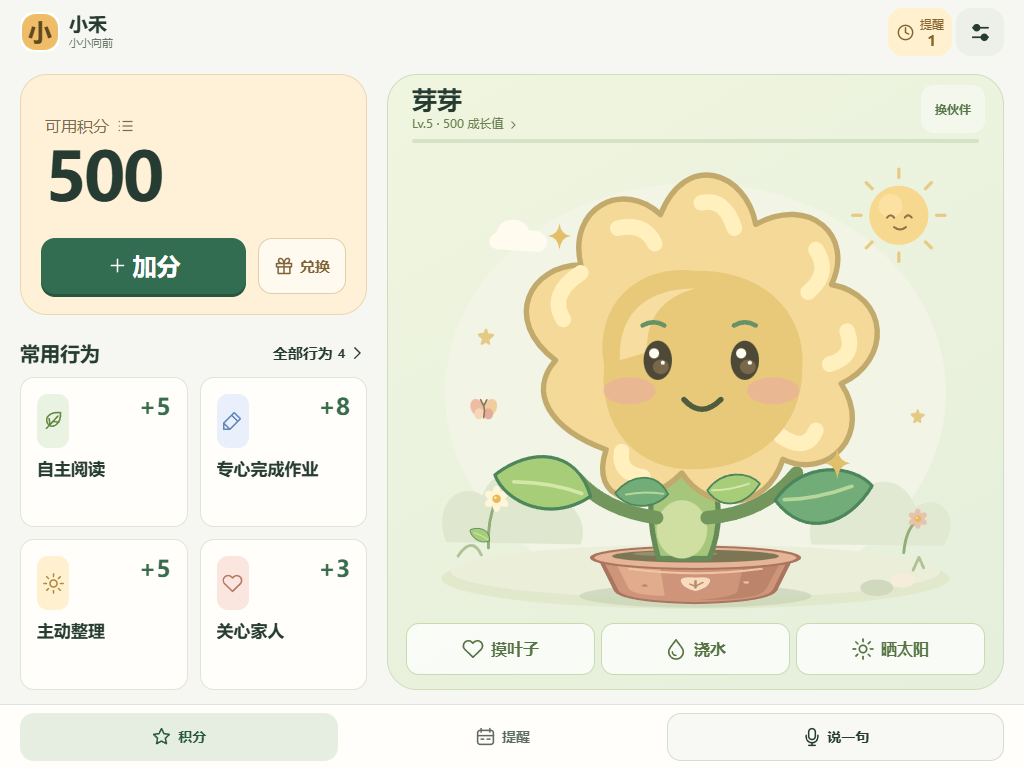 小
小禾
小小向前
提醒
1
可用积分
500
+ 加分
兑换
常用行为
全部行为 4
+5
自主阅读
+8
专心完成作业
+5
主动整理
+3
关心家人
芽芽
Lv.5 · 500 成长值
换伙伴
摸叶子
浇水
晒太阳
积分
提醒
说一句